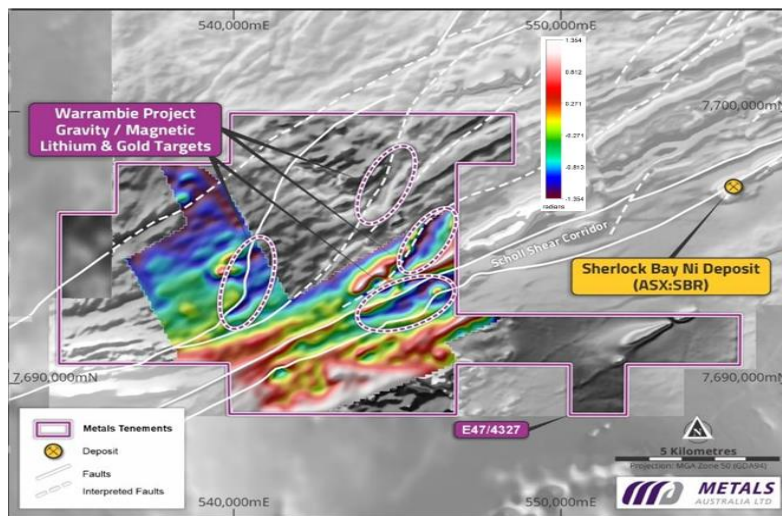 540,000mE
550,000mE
1.354
0.812
0.271
-0.271
-0.813
-1.354
radians
Warrambie Project
Gravity / Magnetic
Lithium & Gold Targets
7,700,000mN
Scholl Shear Corridor
Sherlock Bay Ni Deposit
(ASX:SBR)
7,690,000mN
7,690,000mN
E47/4327
Metals Tenements
Deposit
Faults
Interpreted Faults
N
5 Kilometres
Projection: MGA Zone 50 (GDA94)
540,000mE
550,000mE
METALS
AUSTRALIA LTD